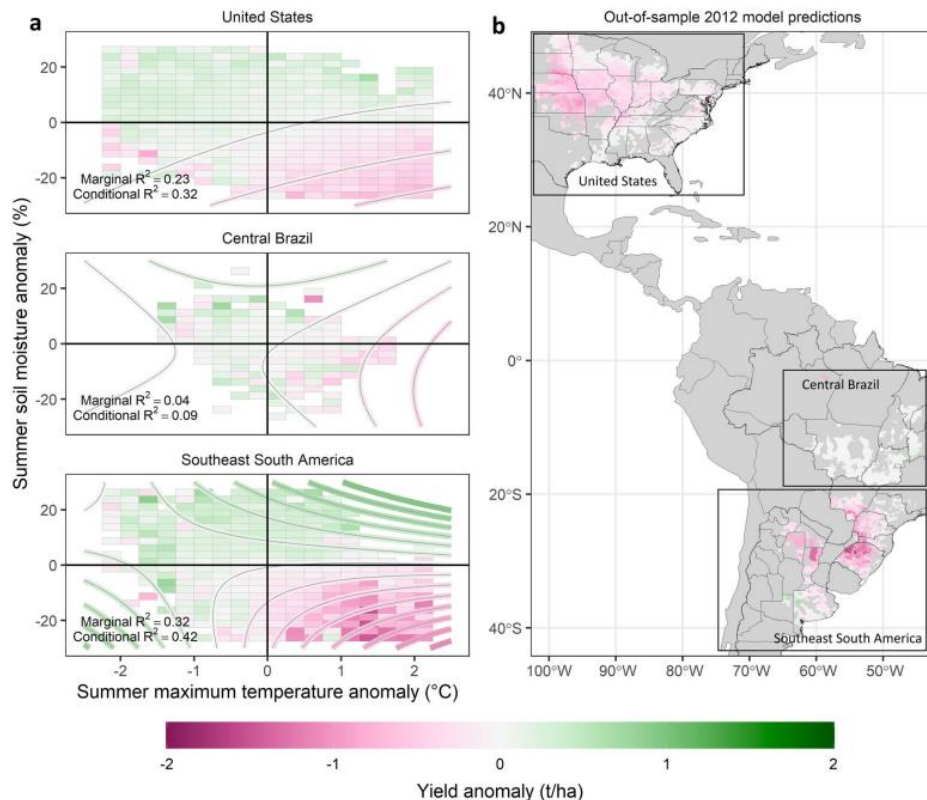 a
United States
20
0
-20
Marginal R² = 0.23
Conditional R² = 0.32
Central Brazil
20
0
-20
Marginal R² = 0.04
Conditional R² = 0.09
Southeast South America
20
0
-20
Marginal R² = 0.32
Conditional R² = 0.42
-2
-1
0
1
2
Summer soil moisture anomaly (%)
Summer maximum temperature anomaly (°C)
b
Out-of-sample 2012 model predictions
40°N
20°N
0°
20°S
40°S
United States
Central Brazil
Southeast South America
100°W
90°W
80°W
70°W
60°W
50°W
-2
-1
0
1
2
Yield anomaly (t/ha)